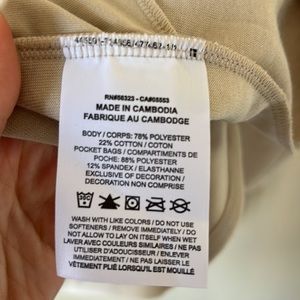 RN#56323 - CA#05553
MADE IN CAMBODIA
FABRIQUE AU CAMBODGE
BODY / CORPS: 78% POLYESTER
22% COTTON / COTON
POCKET BAGS / COMPARTIMENTS DE
POCHE: 88% POLYESTER
12% SPANDEX / ELASTHANNE
EXCLUSIVE OF DECORATION /
DECORATION NON COMPRISE
WASH WITH LIKE COLORS / DO NOT USE
SOFTENERS / REMOVE IMMEDIATELY / DO
NOT ALLOW TO LAY ON ITSELF WHEN WET
LAVER AVEC COULEURS SIMILAIRES / NE PAS
UTILISER D'ADOUCISSEUR / ENLEVER
IMMEDIATEMENT / NE PAS LAISSER LE
VÊTEMENT PLIÉ LORSQU'IL EST MOUILLÉ